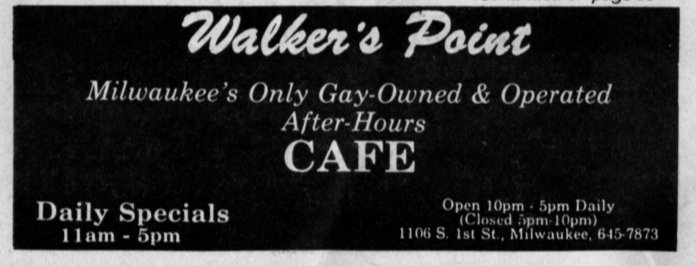 Walker's Point
Milwaukee's Only Gay-Owned & Operated
After-Hours
CAFE
Daily Specials
11am - 5pm
Open 10pm - 5pm Daily
(Closed 5pm-10pm)
1106 S. 1st St., Milwaukee, 645-7873